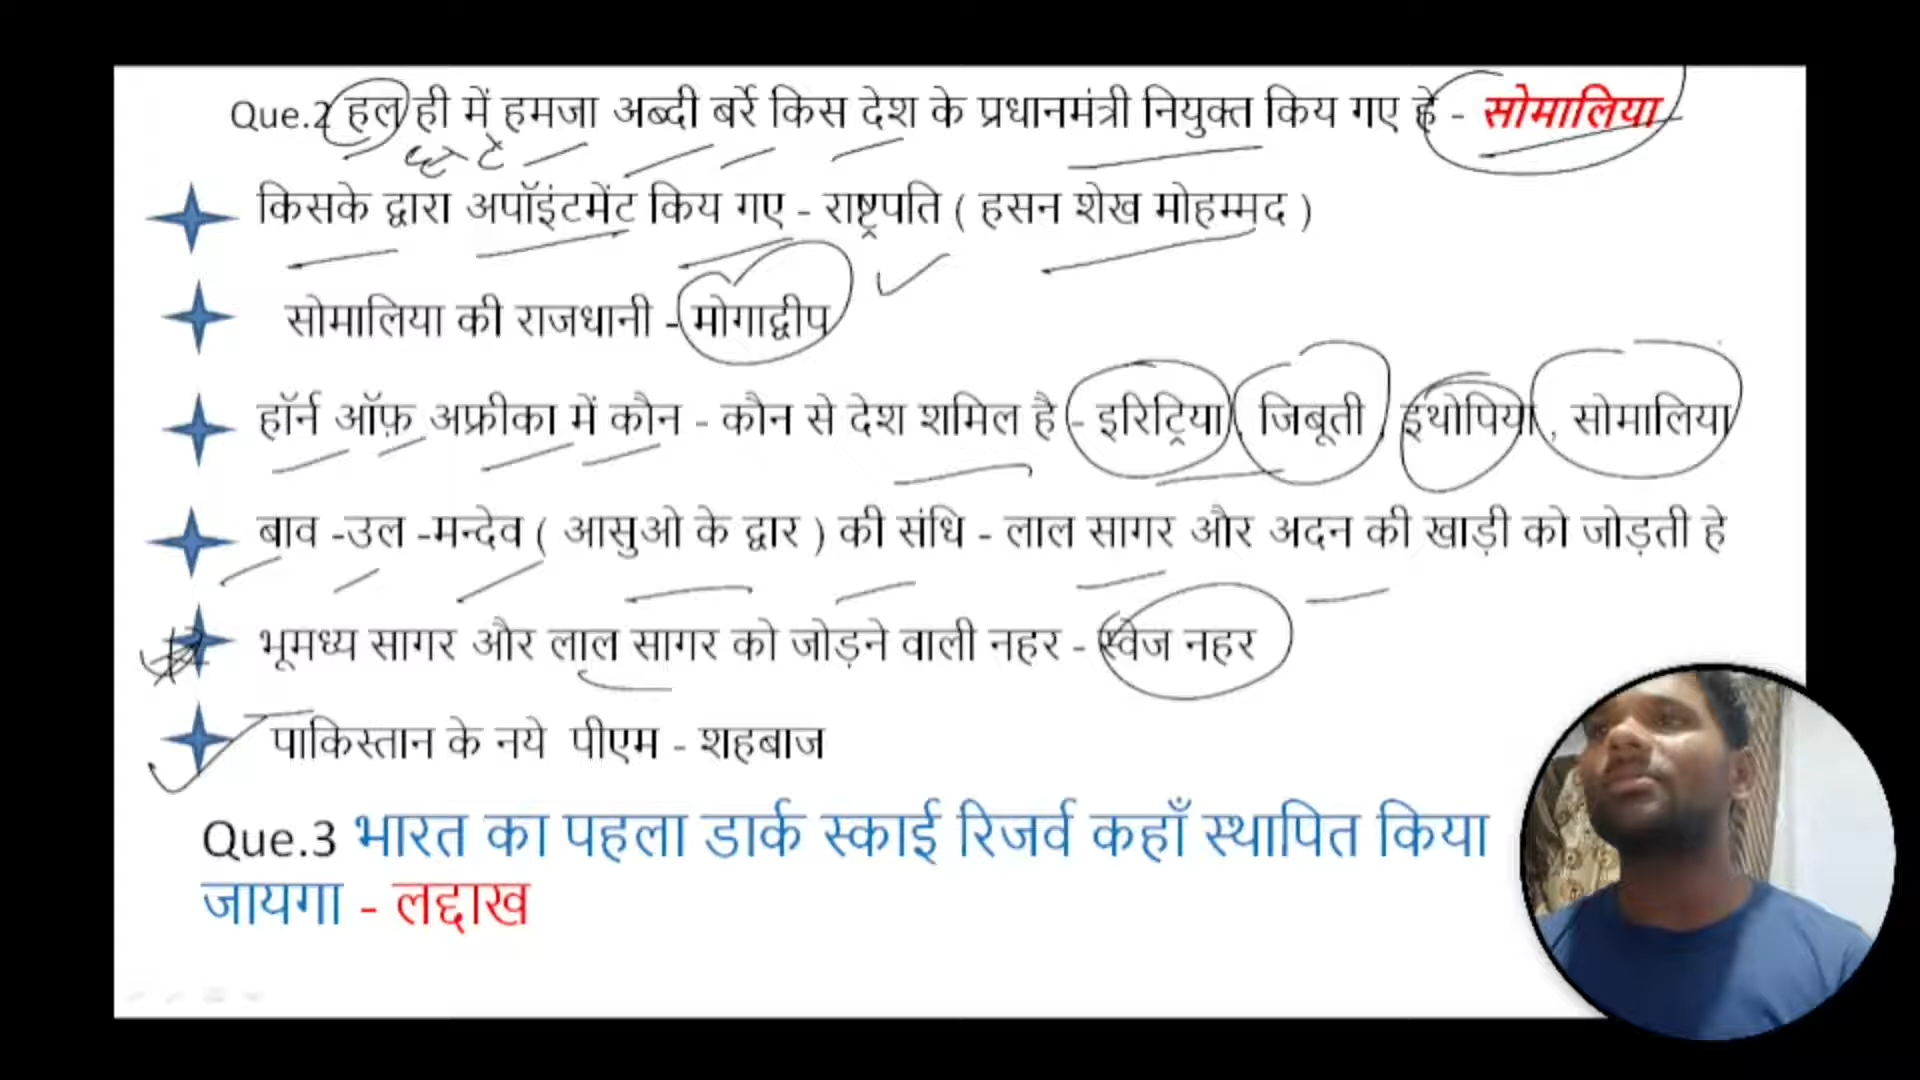 Que.2 हल ही में हमजा अब्दी बर्रे किस देश के प्रधानमंत्री नियुक्त किय गए हे - सोमालिया
किसके द्वारा अपॉइंटमेंट किय गए - राष्ट्रपति ( हसन शेख मोहम्मद )
सोमालिया की राजधानी - मोगाद्वीप
हॉर्न ऑफ़ अफ्रीका में कौन - कौन से देश शमिल है - इरिट्रिया , जिबूती , इथोपिया , सोमालिया
बाव -उल -मन्देव ( आसुओ के द्वार ) की संधि - लाल सागर और अदन की खाड़ी को जोड़ती हे
भूमध्य सागर और लाल सागर को जोड़ने वाली नहर - स्वेज नहर
पाकिस्तान के नये पीएम - शहबाज
Que.3 भारत का पहला डार्क स्काई रिजर्व कहाँ स्थापित किया
जायगा - लद्दाख